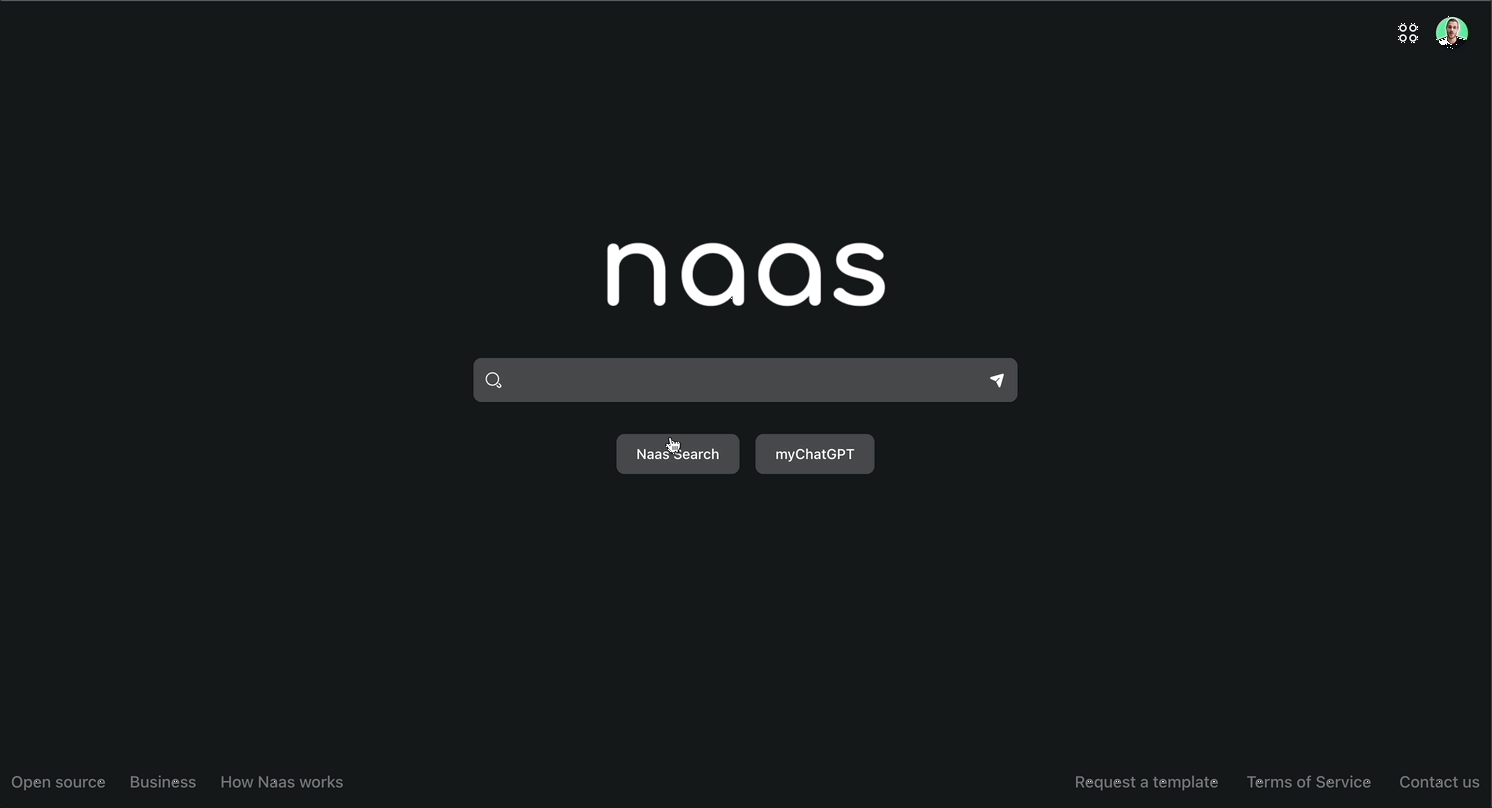 naas
Naas Search
myChatGPT
Open source
Business
How Naas works
Request a template
Terms of Service
Contact us